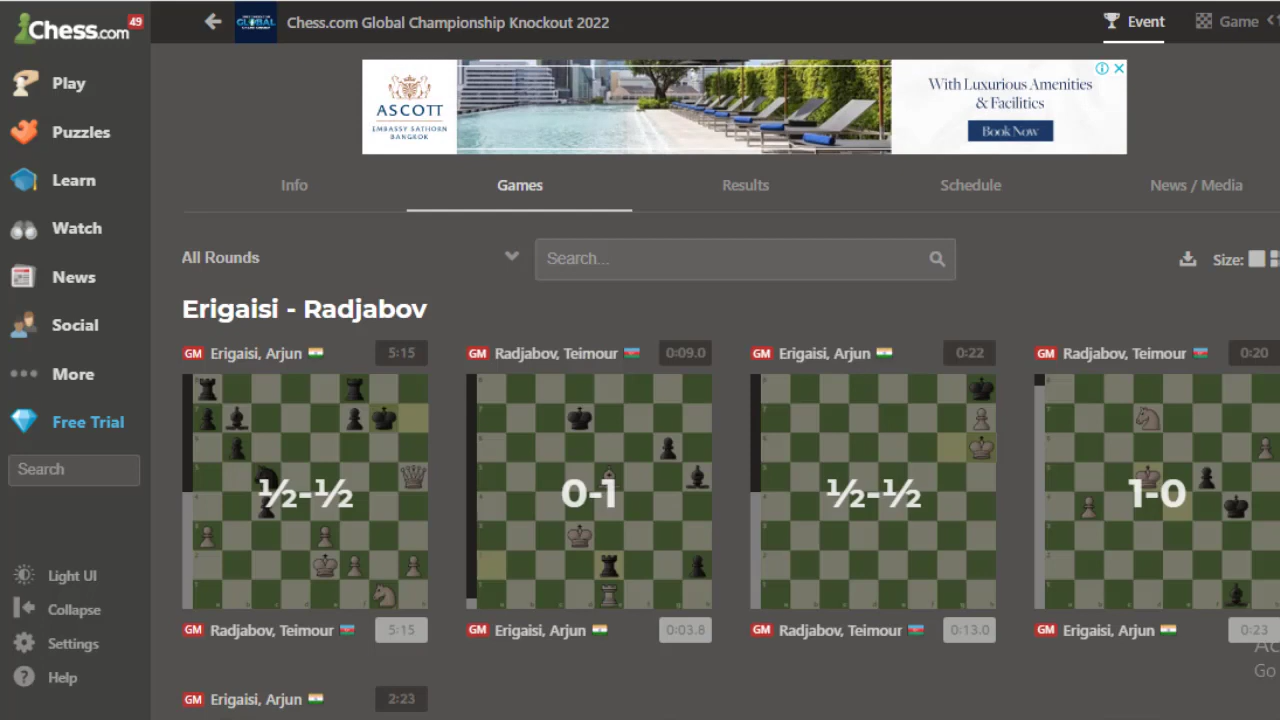 Chess.com
49
Chess.com Global Championship Knockout 2022
Event
Game
GLOBAL
ASCOTT
EMBASSY SATHORN
BANGKOK
With Luxurious Amenities
& Facilities
Book Now
Play
Puzzles
Learn
Watch
News
Social
More
Free Trial
Search
Light UI
Collapse
Settings
Help
Info
Games
Results
Schedule
News / Media
All Rounds
Search...
Size:
Erigaisi - Radjabov
GM Erigaisi, Arjun 5:15
½-½
GM Radjabov, Teimour 5:15
GM Radjabov, Teimour 0:09.0
0-1
GM Erigaisi, Arjun 0:03.8
GM Erigaisi, Arjun 0:22
½-½
GM Radjabov, Teimour 0:13.0
GM Radjabov, Teimour 0:20
1-0
GM Erigaisi, Arjun 0:23
GM Erigaisi, Arjun 2:23
Go